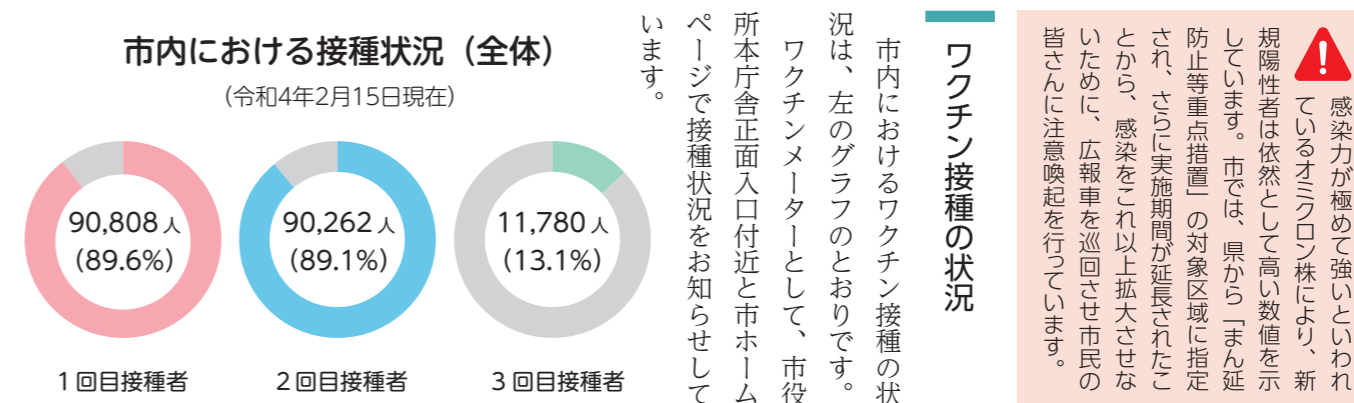 感染力が極めて強いといわれ
ているオミクロン株により、新
規陽性者は依然として高い数値を示
しています。市では、県から「まん延
防止等重点措置」の対象区域に指定
され、さらに実施期間が延長されたこ
とから、感染をこれ以上拡大させな
いために、広報車を巡回させ市民の
皆さんに注意喚起を行っています。
ワクチン接種の状況
市内におけるワクチン接種の状
況は、左のグラフのとおりです。
ワクチンメーターとして、市役
所本庁舎正面入口付近と市ホーム
ページで接種状況をお知らせして
います。
市内における接種状況（全体）
(令和4年2月15日現在)
90,808人
(89.6%)
1回目接種者
90,262人
(89.1%)
2回目接種者
11,780人
(13.1%)
3回目接種者